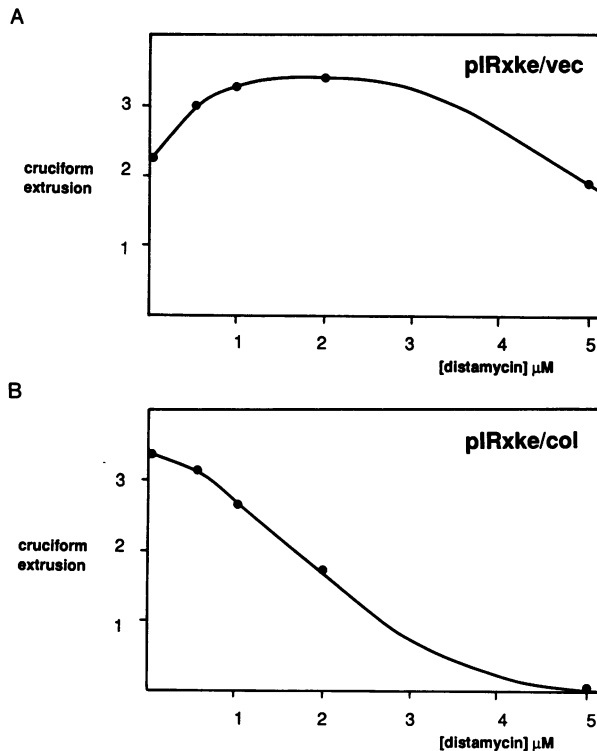 A
pIRxke/vec
3
cruciform
extrusion
2
1
1 2 3 4 5
[distamycin] μM
B
pIRxke/col
3
cruciform
extrusion
2
1
1 2 3 4 5
[distamycin] μM